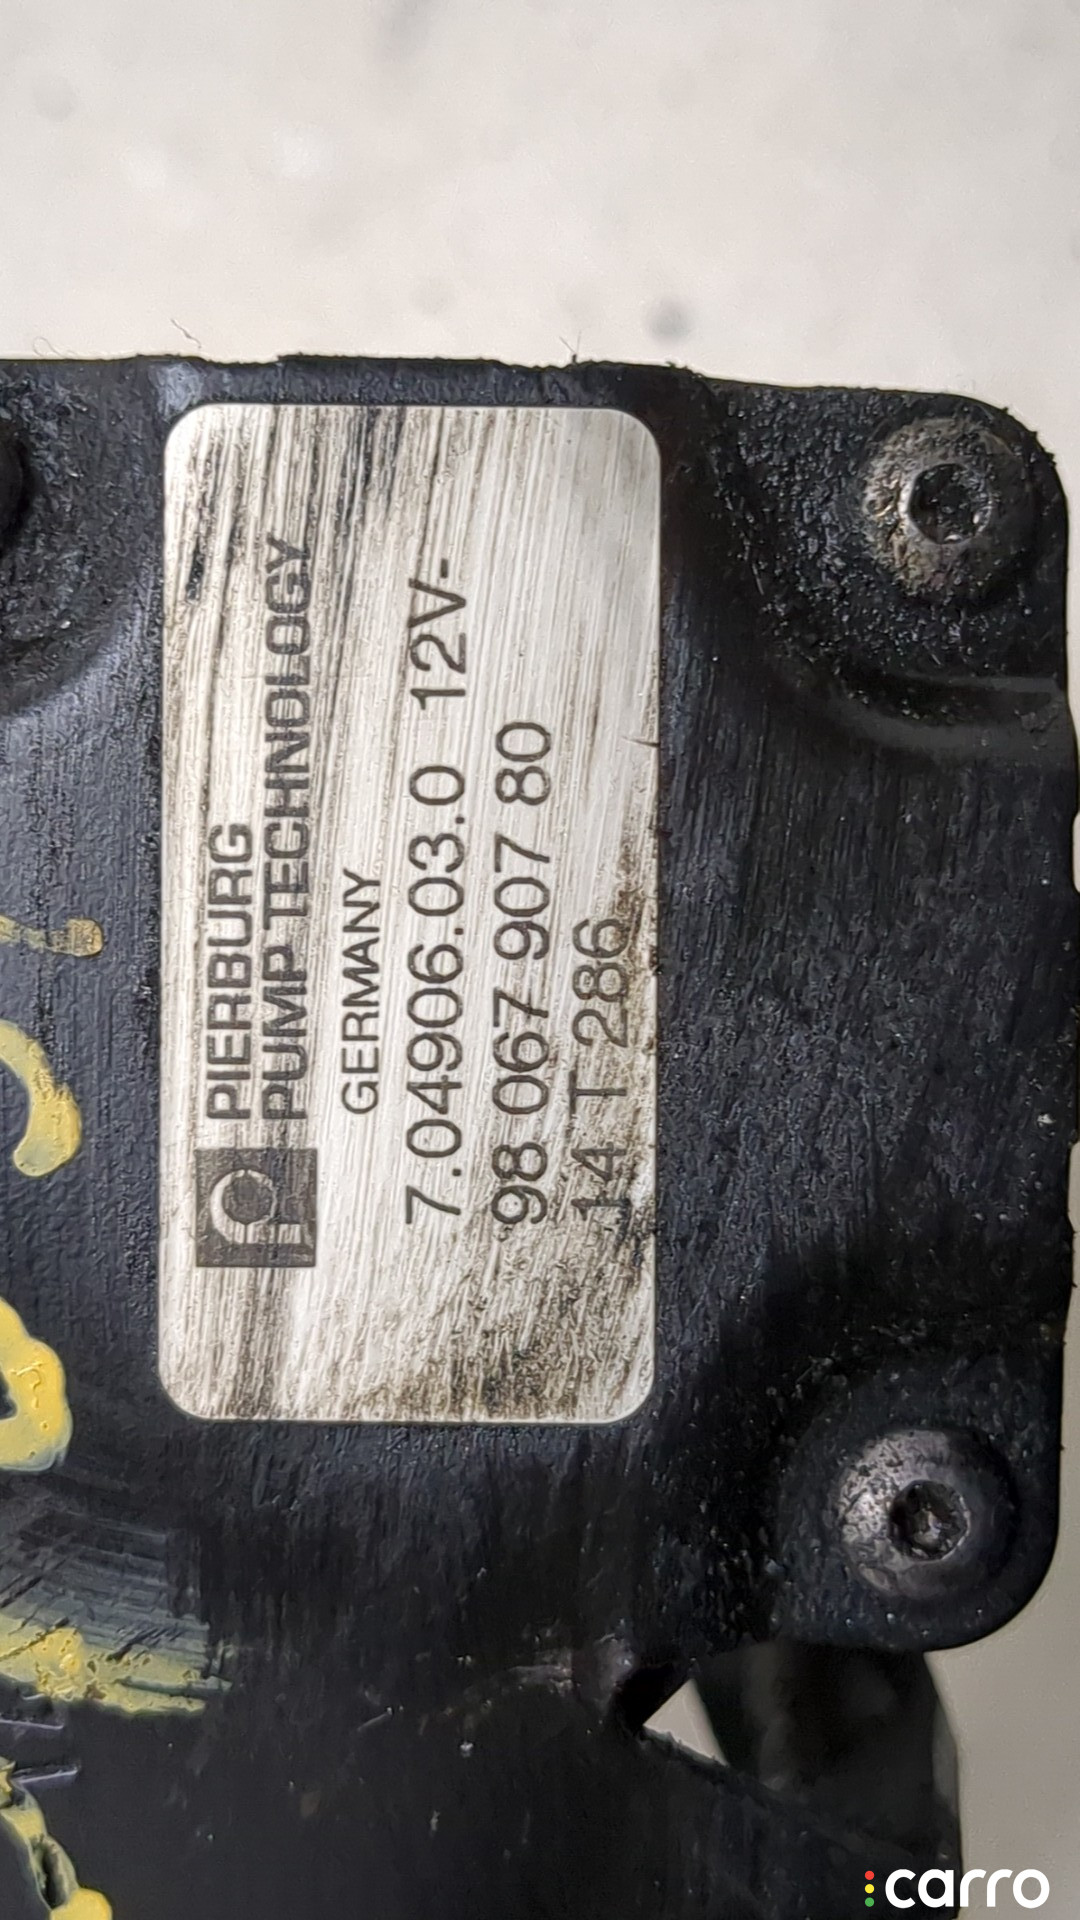 PIERBURG
PUMP TECHNOLOGY
GERMANY
7.04906.03.0 12V-
98 067 907 80
14 T 286
carro